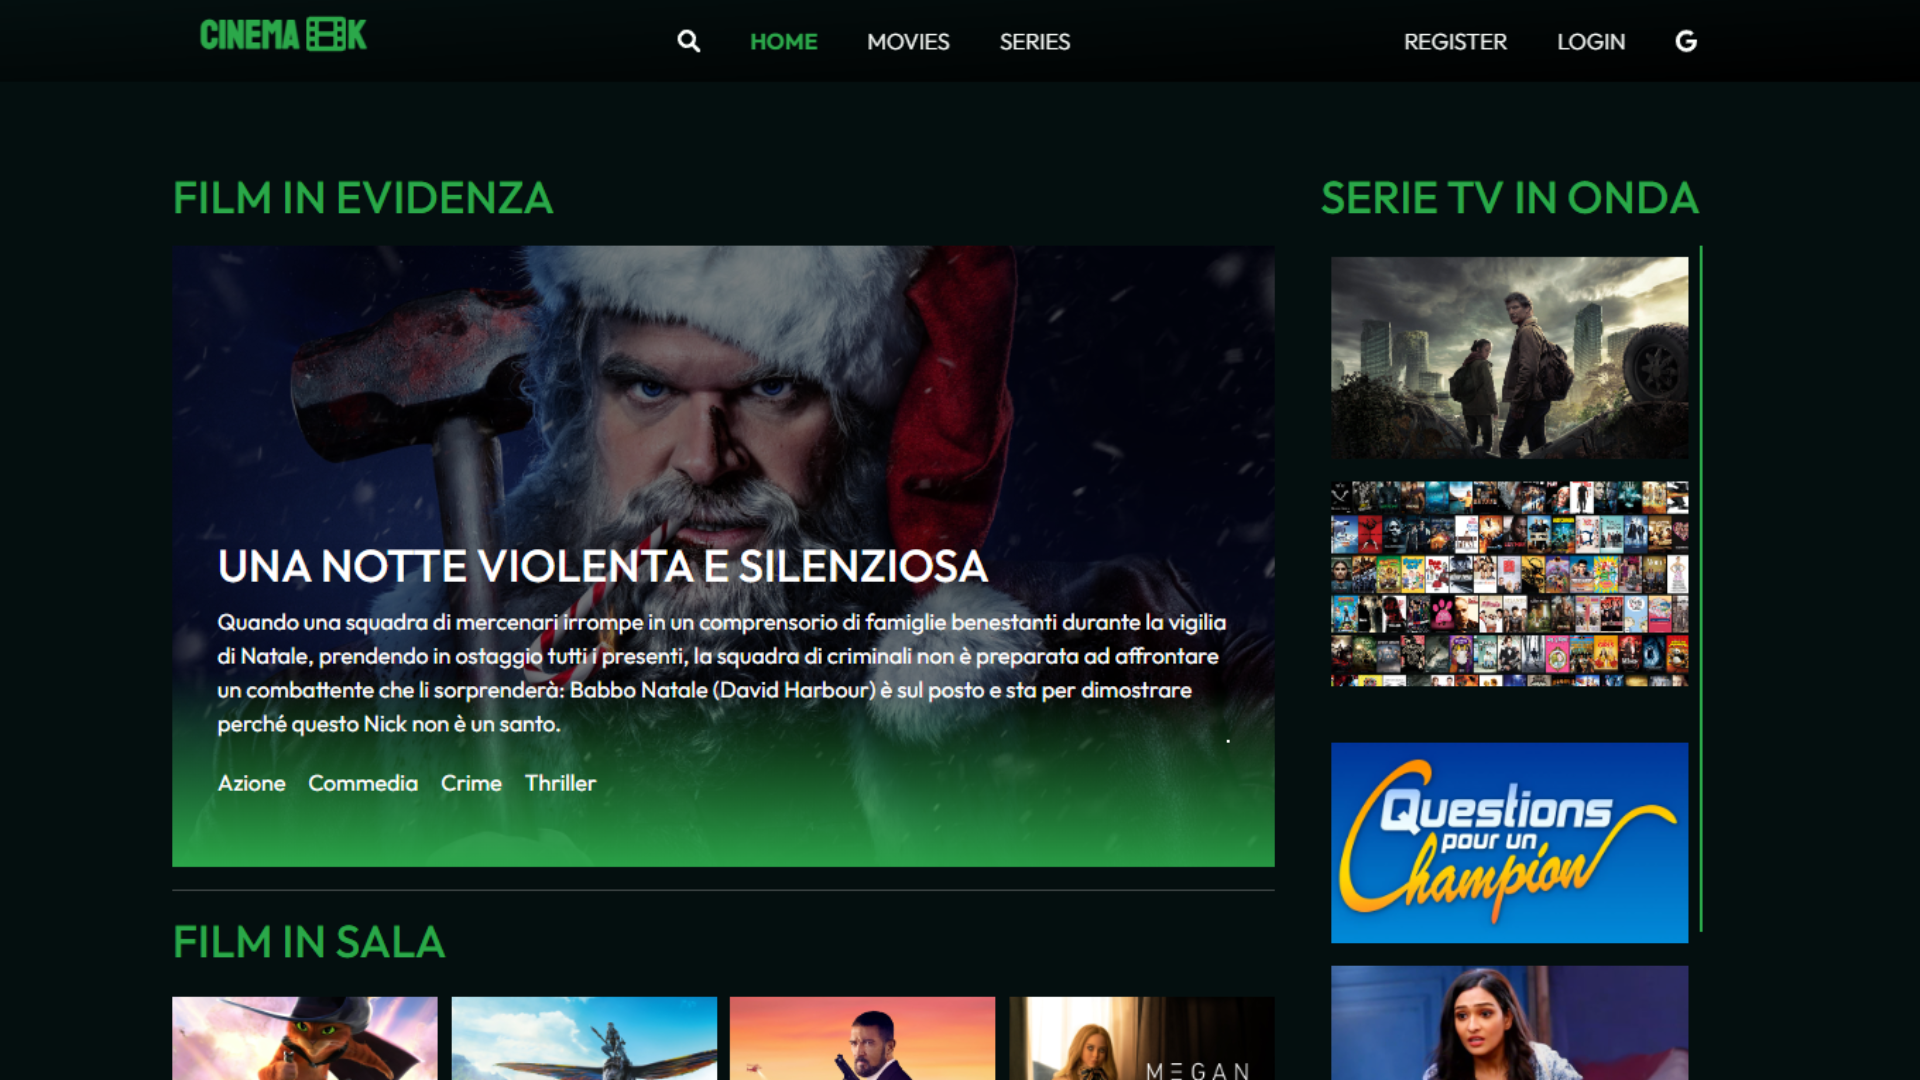 CINEMA K
HOME MOVIES SERIES
REGISTER LOGIN G
FILM IN EVIDENZA
UNA NOTTE VIOLENTA E SILENZIOSA
Quando una squadra di mercenari irrompe in un comprensorio di famiglie benestanti durante la vigilia
di Natale, prendendo in ostaggio tutti i presenti, la squadra di criminali non è preparata ad affrontare
un combattente che li sorprenderà: Babbo Natale (David Harbour) è sul posto e sta per dimostrare
perché questo Nick non è un santo.
Azione Commedia Crime Thriller
FILM IN SALA
MEGAN
SERIE TV IN ONDA
Questions
pour un
Champion